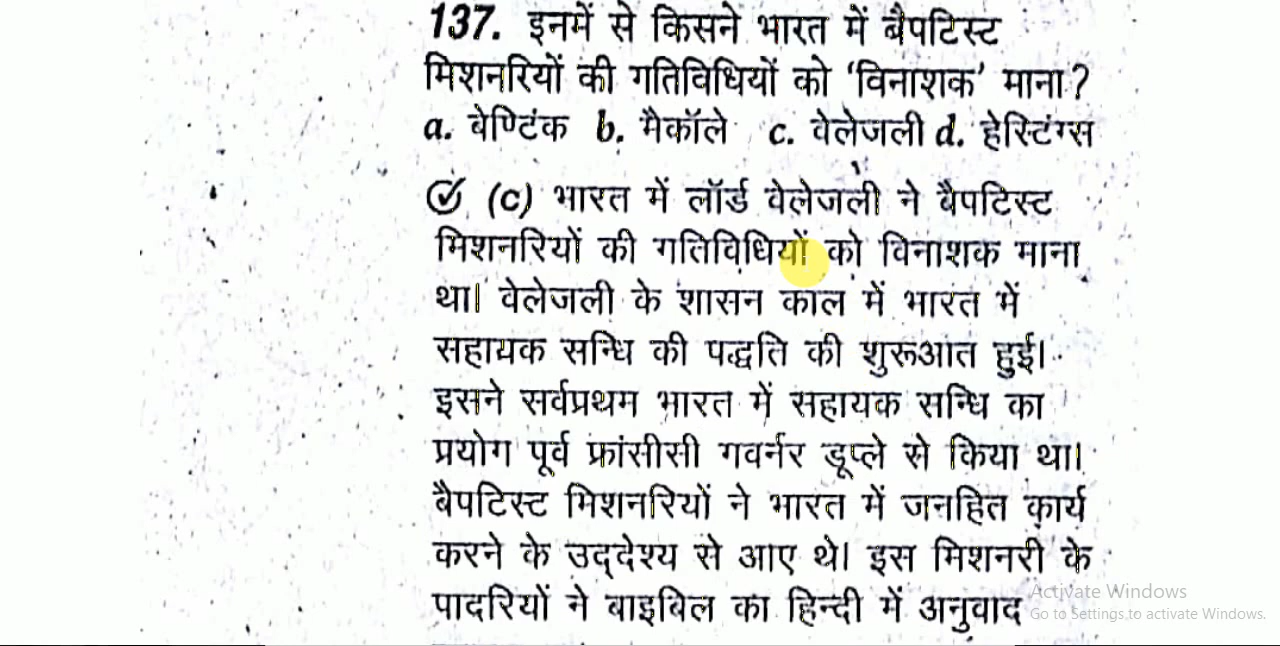 137. इनमें से किसने भारत में बैपटिस्ट
मिशनरियों की गतिविधियों को 'विनाशक' माना?
a. बेण्टिंक b. मैकॉले c. वेलेजली d. हेस्टिंग्स
(c) भारत में लॉर्ड वेलेजली ने बैपटिस्ट
मिशनरियों की गतिविधियों को विनाशक माना
था। वेलेजली के शासन काल में भारत में
सहायक सन्धि की पद्धति की शुरूआत हुई।
इसने सर्वप्रथम भारत में सहायक सन्धि का
प्रयोग पूर्व फ्रांसीसी गवर्नर डूप्ले से किया था।
बैपटिस्ट मिशनरियों ने भारत में जनहित कार्य
करने के उद्देश्य से आए थे। इस मिशनरी के
पादरियों ने बाइबिल का हिन्दी में अनुवाद
Activate Windows
Go to Settings to activate Windows.